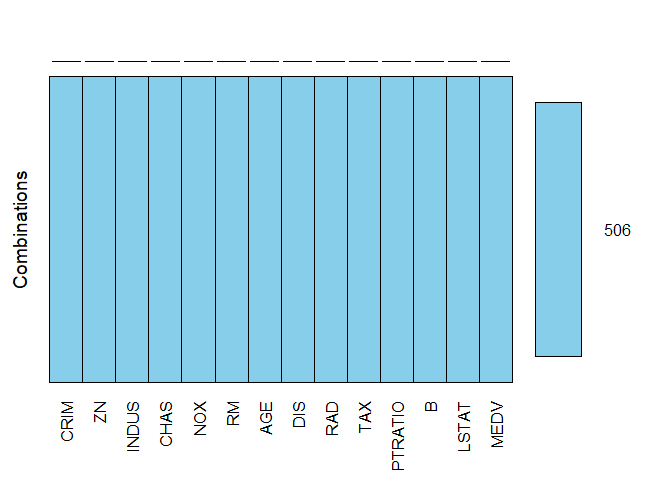 Combinations
506
CRIM
ZN
INDUS
CHAS
NOX
RM
AGE
DIS
RAD
TAX
PTRATIO
B
LSTAT
MEDV